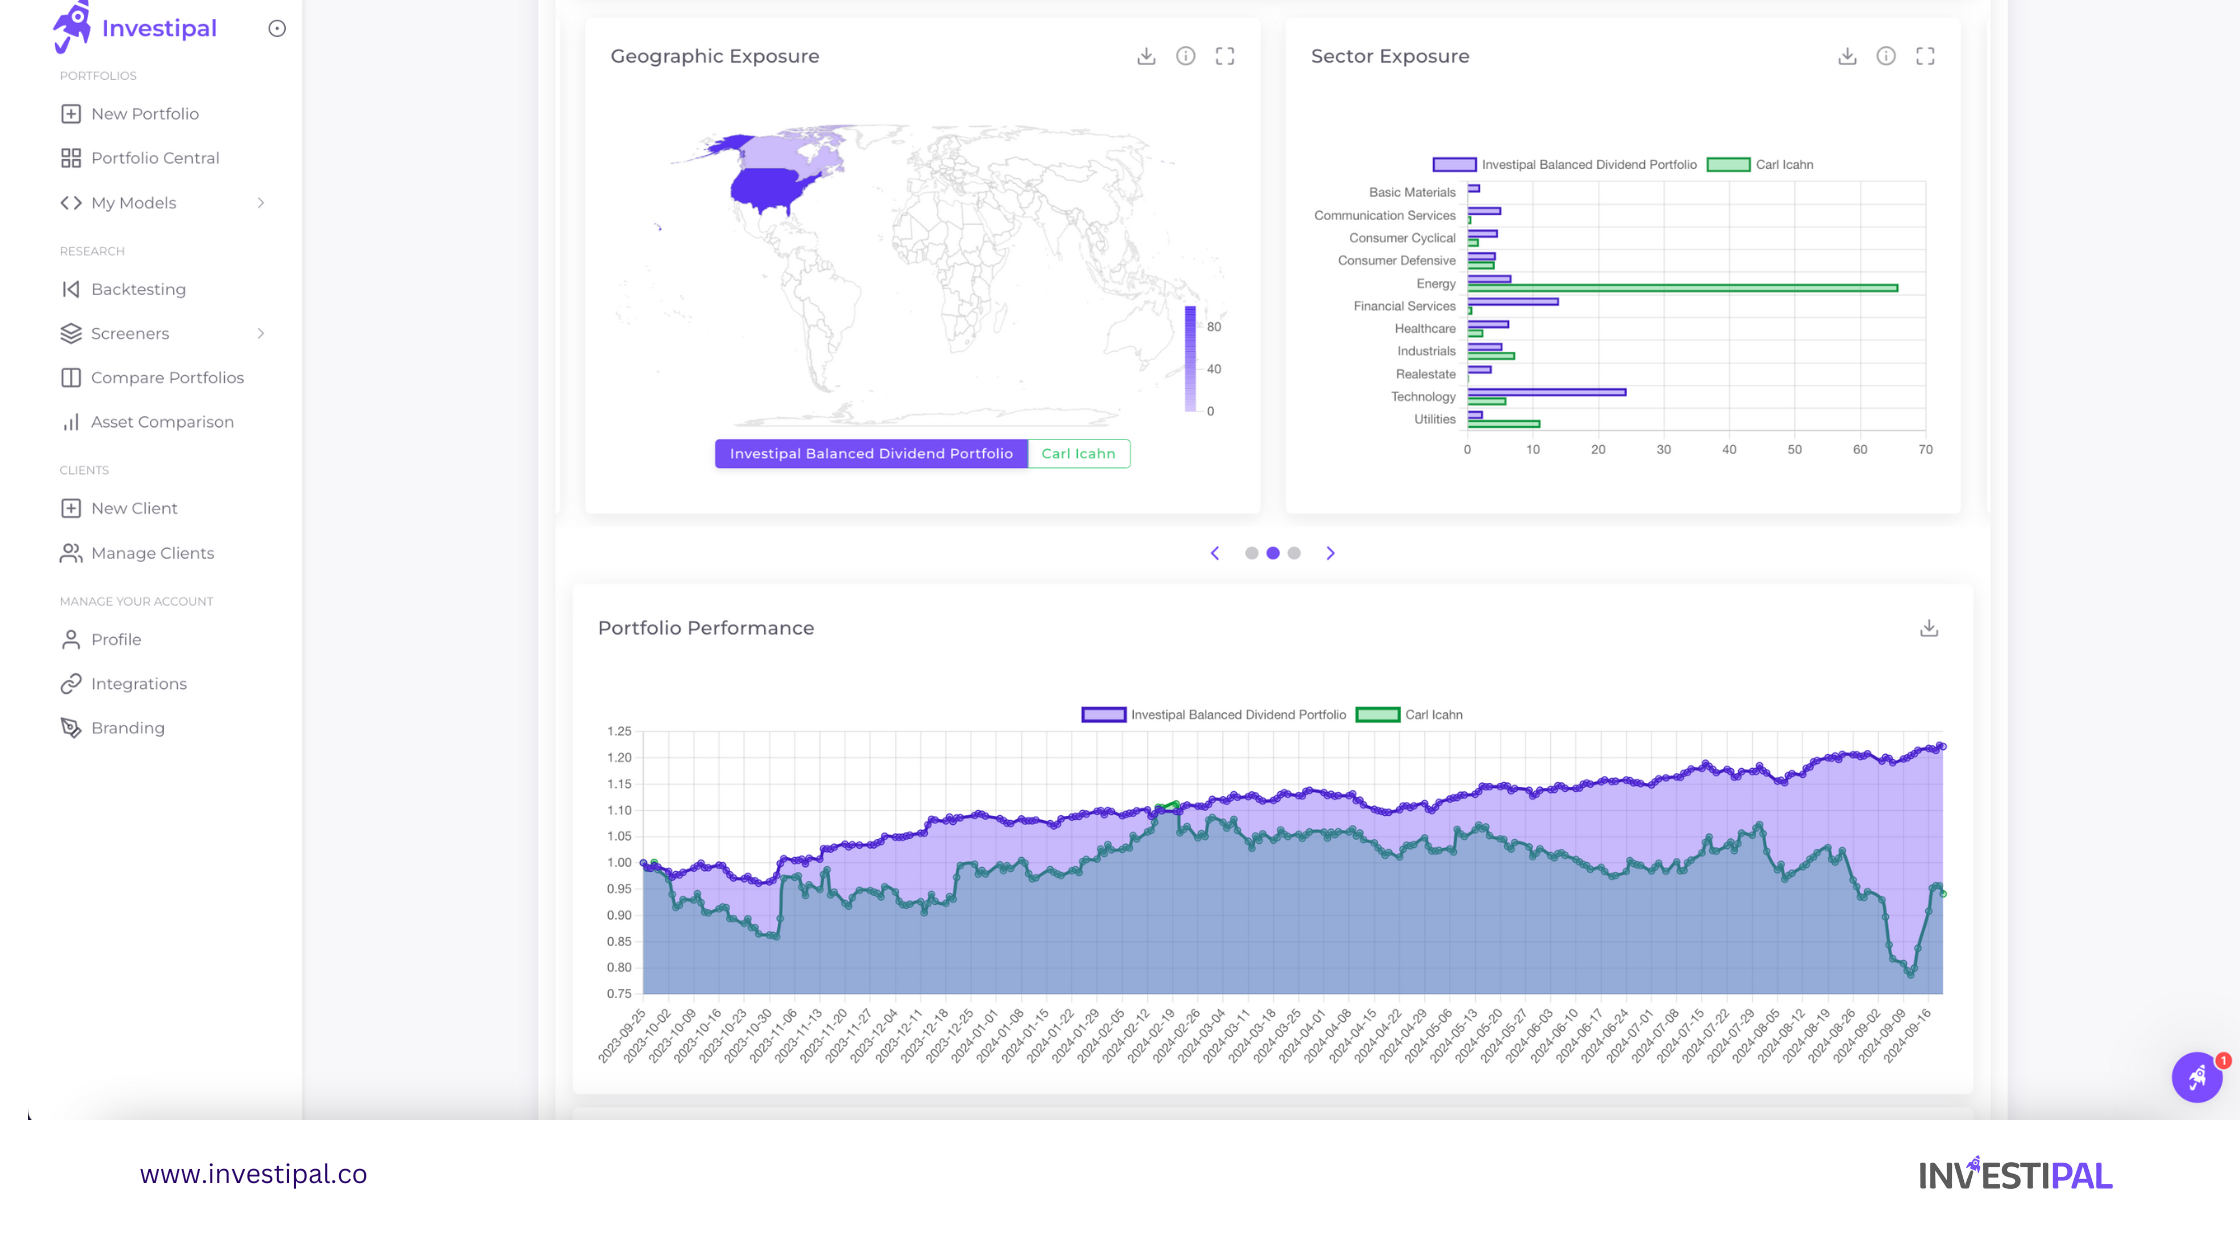 Investipal
PORTFOLIOS
New Portfolio
Portfolio Central
My Models
RESEARCH
Backtesting
Screeners
Compare Portfolios
Asset Comparison
CLIENTS
New Client
Manage Clients
MANAGE YOUR ACCOUNT
Profile
Integrations
Branding
Geographic Exposure
80
40
0
Investipal Balanced Dividend Portfolio
Carl Icahn
Sector Exposure
Investipal Balanced Dividend Portfolio
Carl Icahn
Basic Materials
Communication Services
Consumer Cyclical
Consumer Defensive
Energy
Financial Services
Healthcare
Industrials
Realestate
Technology
Utilities
0 10 20 30 40 50 60 70
Portfolio Performance
Investipal Balanced Dividend Portfolio
Carl Icahn
1.25
1.20
1.15
1.10
1.05
1.00
0.95
0.90
0.85
0.80
0.75
2023-09-25
2023-10-02
2023-10-09
2023-10-16
2023-10-23
2023-10-30
2023-11-06
2023-11-13
2023-11-20
2023-11-27
2023-12-04
2023-12-11
2023-12-18
2023-12-25
2024-01-01
2024-01-08
2024-01-15
2024-01-22
2024-01-29
2024-02-05
2024-02-12
2024-02-19
2024-02-26
2024-03-04
2024-03-11
2024-03-18
2024-03-25
2024-04-01
2024-04-08
2024-04-15
2024-04-22
2024-04-29
2024-05-06
2024-05-13
2024-05-20
2024-05-27
2024-06-03
2024-06-10
2024-06-17
2024-06-24
2024-07-01
2024-07-08
2024-07-15
2024-07-22
2024-07-29
2024-08-05
2024-08-12
2024-08-19
2024-08-26
2024-09-02
2024-09-09
2024-09-16
1
www.investipal.co
INVESTIPAL